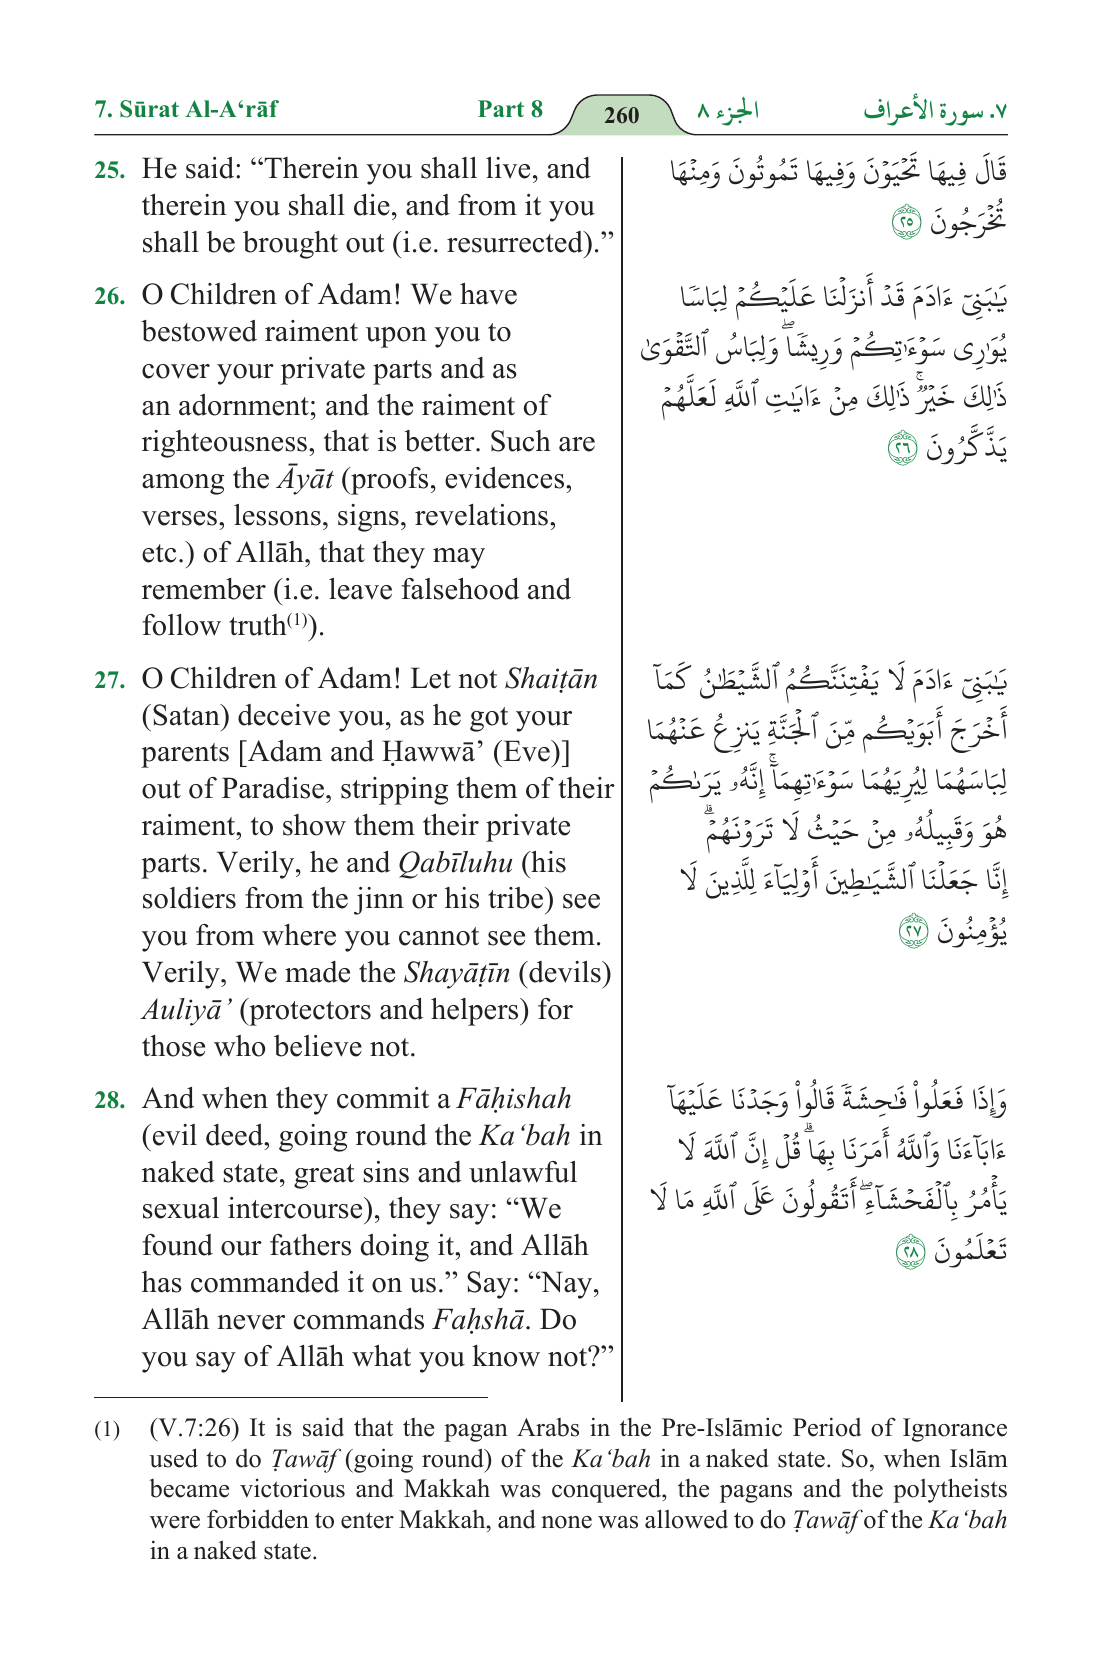 7. Sūrat Al-A‘rāf
Part 8
260
الجزء ٨
٧. سورة الأعراف
25. He said: “Therein you shall live, and
therein you shall die, and from it you
shall be brought out (i.e. resurrected).”
قَالَ فِيهَا تَحْيَوْنَ وَفِيهَا تَمُوتُونَ وَمِنْهَا
تُخْرَجُونَ ٢٥
26. O Children of Adam! We have
bestowed raiment upon you to
cover your private parts and as
an adornment; and the raiment of
righteousness, that is better. Such are
among the Āyāt (proofs, evidences,
verses, lessons, signs, revelations,
etc.) of Allāh, that they may
remember (i.e. leave falsehood and
follow truth(1)).
يَـٰبَنِىٓ ءَادَمَ قَدْ أَنزَلْنَا عَلَيْكُمْ لِبَاسًا
يُوَٰرِى سَوْءَٰتِكُمْ وَرِيشًا ۖ وَلِبَاسُ ٱلتَّقْوَىٰ
ذَٰلِكَ خَيْرٌ ۚ ذَٰلِكَ مِنْ ءَايَـٰتِ ٱللَّهِ لَعَلَّهُمْ
يَذَّكَّرُونَ ٢٦
27. O Children of Adam! Let not Shaiṭān
(Satan) deceive you, as he got your
parents [Adam and Ḥawwā’ (Eve)]
out of Paradise, stripping them of their
raiment, to show them their private
parts. Verily, he and Qabīluhu (his
soldiers from the jinn or his tribe) see
you from where you cannot see them.
Verily, We made the Shayāṭīn (devils)
Auliyā’ (protectors and helpers) for
those who believe not.
يَـٰبَنِىٓ ءَادَمَ لَا يَفْتِنَنَّكُمُ ٱلشَّيْطَـٰنُ كَمَآ
أَخْرَجَ أَبَوَيْكُم مِّنَ ٱلْجَنَّةِ يَنزِعُ عَنْهُمَا
لِبَاسَهُمَا لِيُرِيَهُمَا سَوْءَٰتِهِمَآ ۚ إِنَّهُۥ يَرَىٰكُمْ
هُوَ وَقَبِيلُهُۥ مِنْ حَيْثُ لَا تَرَوْنَهُمْ ۗ
إِنَّا جَعَلْنَا ٱلشَّيَـٰطِينَ أَوْلِيَآءَ لِلَّذِينَ لَا
يُؤْمِنُونَ ٢٧
28. And when they commit a Fāḥishah
(evil deed, going round the Ka‘bah in
naked state, great sins and unlawful
sexual intercourse), they say: “We
found our fathers doing it, and Allāh
has commanded it on us.” Say: “Nay,
Allāh never commands Faḥshā. Do
you say of Allāh what you know not?”
وَإِذَا فَعَلُوا۟ فَـٰحِشَةً قَالُوا۟ وَجَدْنَا عَلَيْهَآ
ءَابَآءَنَا وَٱللَّهُ أَمَرَنَا بِهَا ۗ قُلْ إِنَّ ٱللَّهَ لَا
يَأْمُرُ بِٱلْفَحْشَآءِ ۖ أَتَقُولُونَ عَلَى ٱللَّهِ مَا لَا
تَعْلَمُونَ ٢٨
(1) (V.7:26) It is said that the pagan Arabs in the Pre-Islāmic Period of Ignorance
used to do Ṭawāf (going round) of the Ka‘bah in a naked state. So, when Islām
became victorious and Makkah was conquered, the pagans and the polytheists
were forbidden to enter Makkah, and none was allowed to do Ṭawāf of the Ka‘bah
in a naked state.